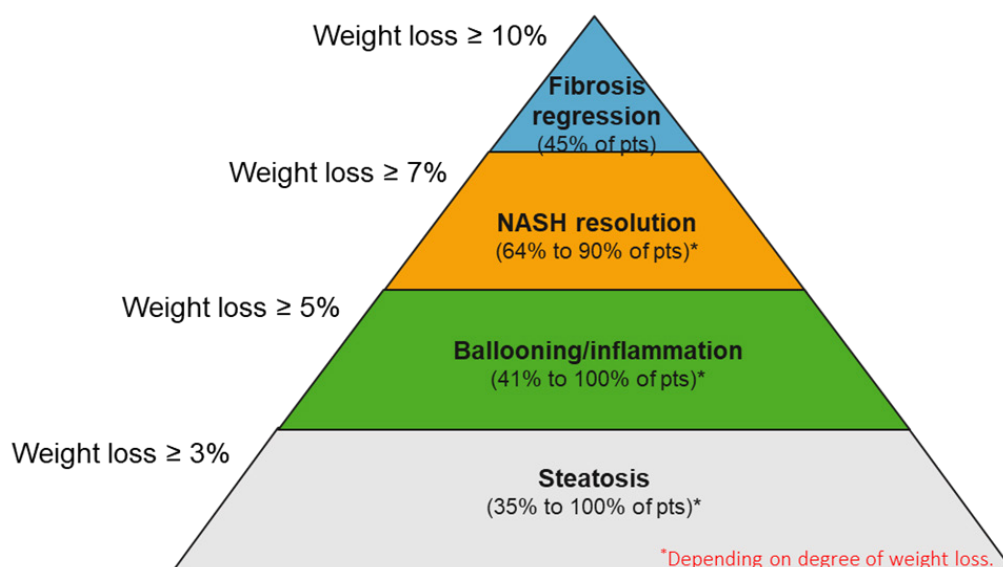 Weight loss ≥ 10%
Fibrosis
regression
(45% of pts)
Weight loss ≥ 7%
NASH resolution
(64% to 90% of pts)*
Weight loss ≥ 5%
Ballooning/inflammation
(41% to 100% of pts)*
Weight loss ≥ 3%
Steatosis
(35% to 100% of pts)*
*Depending on degree of weight loss.